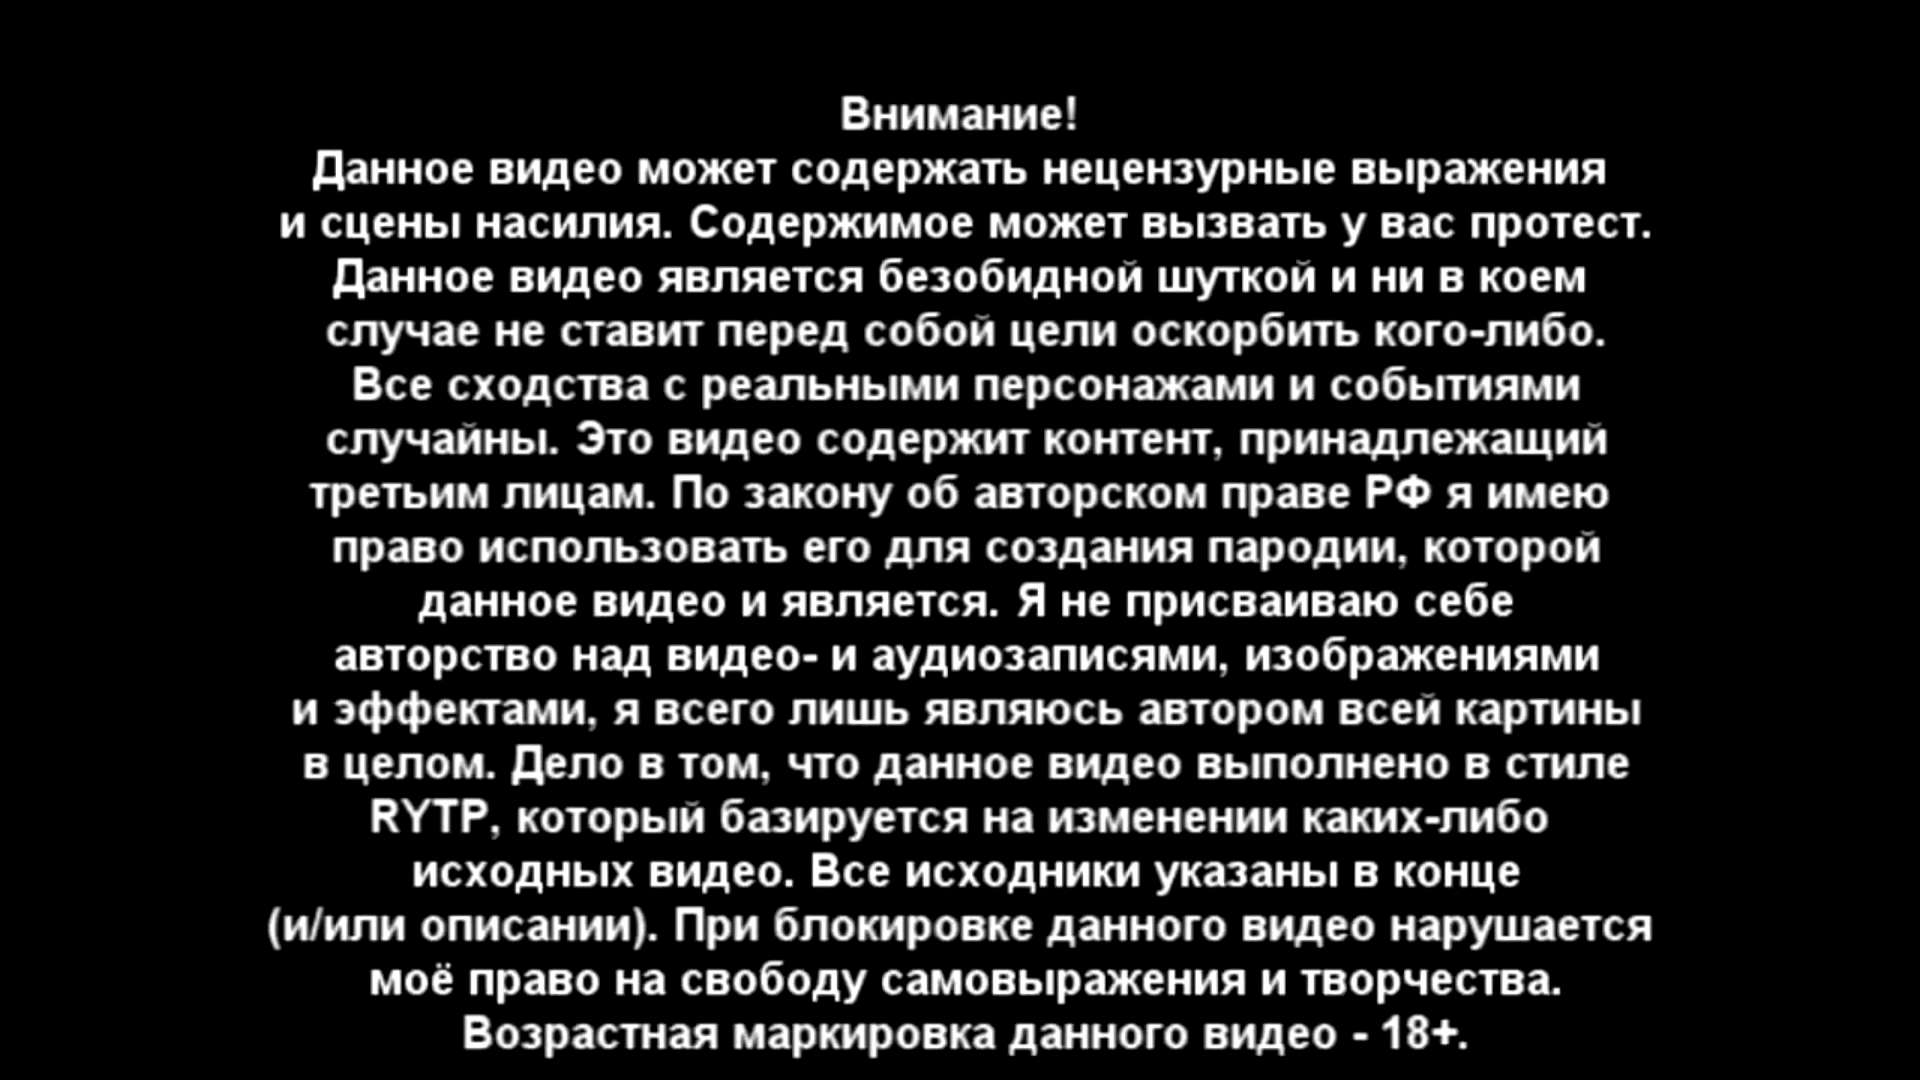 Внимание!
Данное видео может содержать нецензурные выражения
и сцены насилия. Содержимое может вызвать у вас протест.
Данное видео является безобидной шуткой и ни в коем
случае не ставит перед собой цели оскорбить кого-либо.
Все сходства с реальными персонажами и событиями
случайны. Это видео содержит контент, принадлежащий
третьим лицам. По закону об авторском праве РФ я имею
право использовать его для создания пародии, которой
данное видео и является. Я не присваиваю себе
авторство над видео- и аудиозаписями, изображениями
и эффектами, я всего лишь являюсь автором всей картины
в целом. Дело в том, что данное видео выполнено в стиле
RYTP, который базируется на изменении каких-либо
исходных видео. Все исходники указаны в конце
(и/или описании). При блокировке данного видео нарушается
моё право на свободу самовыражения и творчества.
Возрастная маркировка данного видео - 18+.